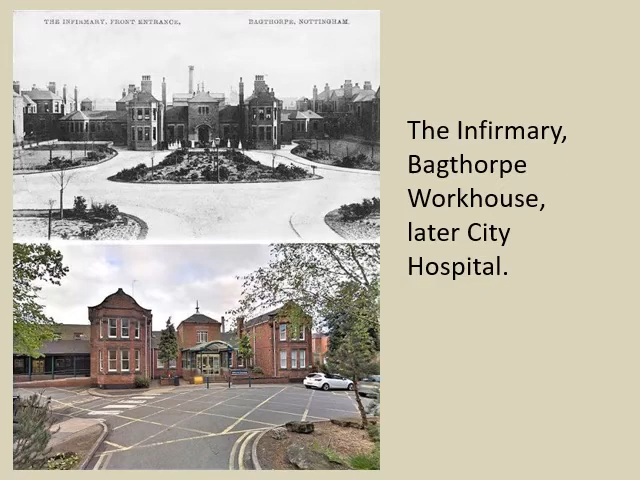 THE INFIRMARY, FRONT ENTRANCE,
BAGTHORPE, NOTTINGHAM.
The Infirmary,
Bagthorpe
Workhouse,
later City
Hospital.